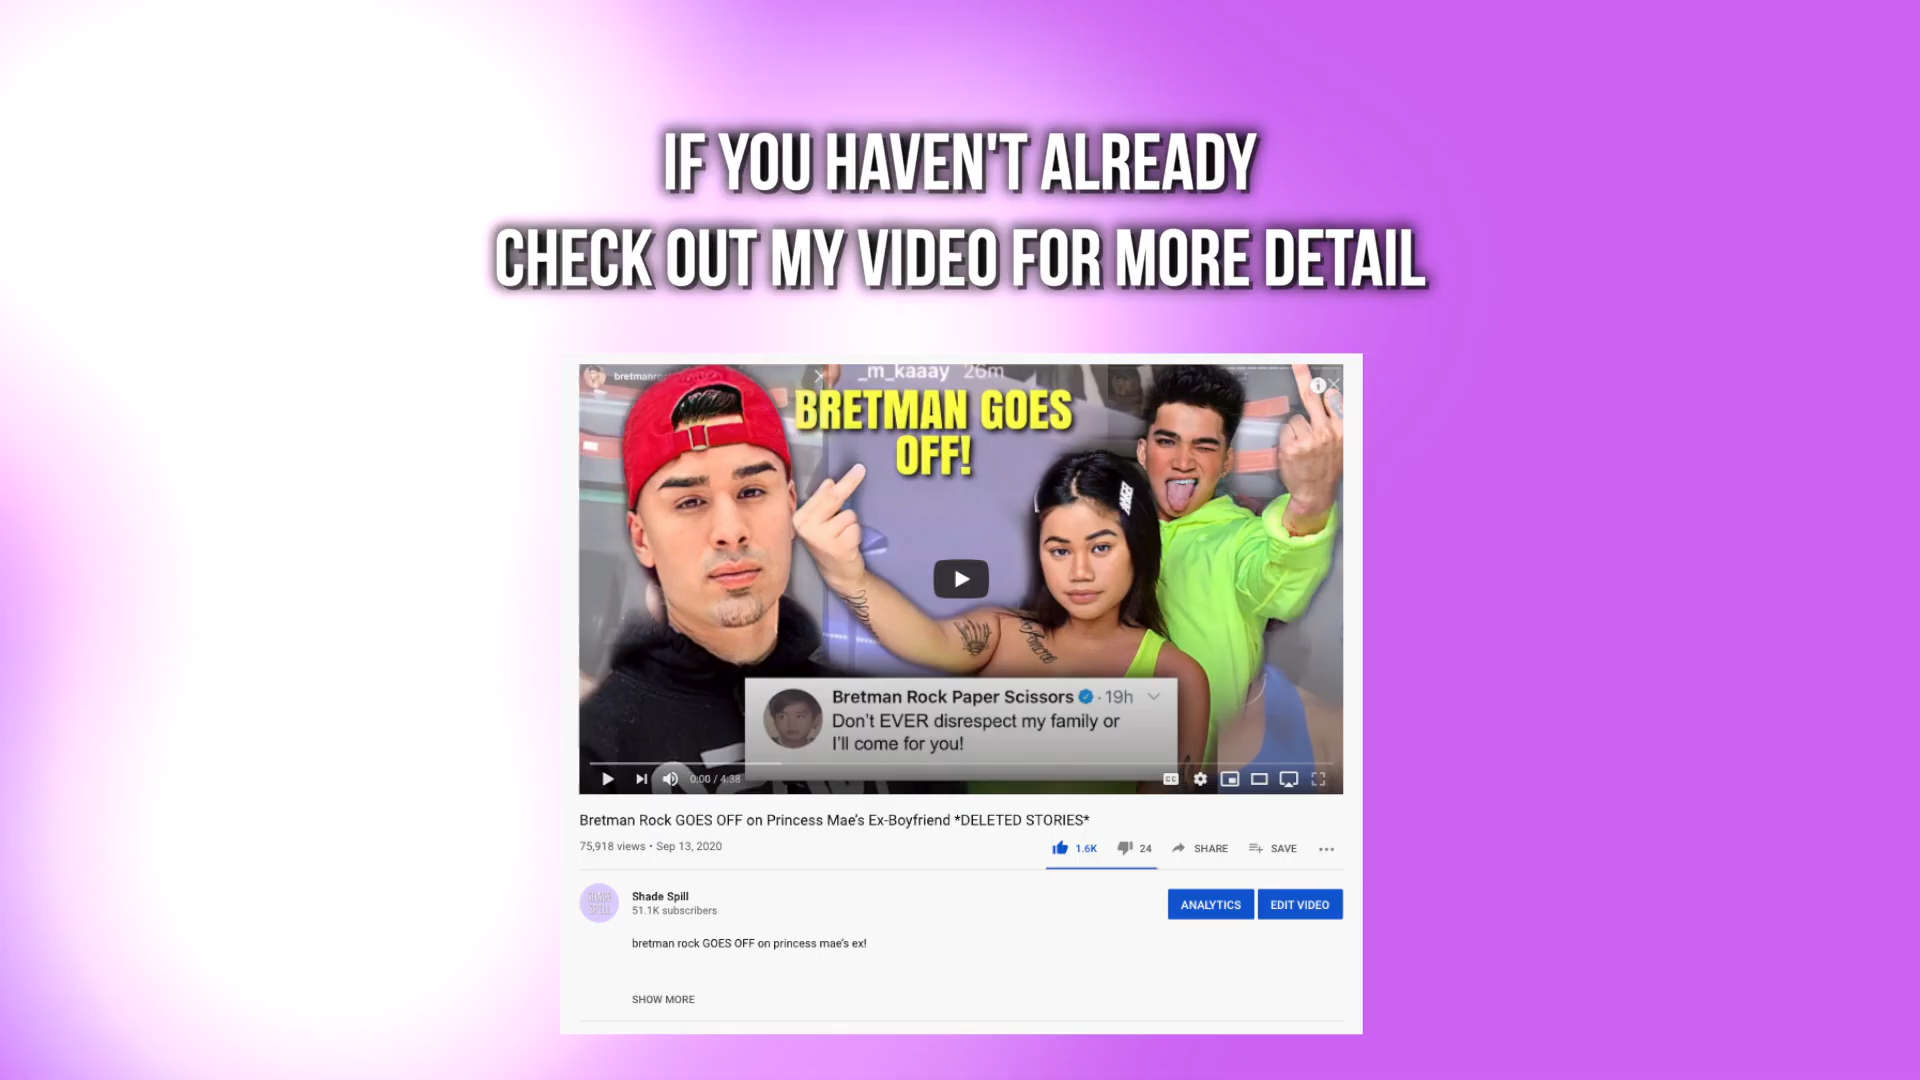 IF YOU HAVEN'T ALREADY
CHECK OUT MY VIDEO FOR MORE DETAIL
_m_kaaay 26m
BRETMAN GOES
OFF!
Bretman Rock Paper Scissors · 19h
Don't EVER disrespect my family or
I'll come for you!
0:00 / 4:38
CC
Bretman Rock GOES OFF on Princess Mae's Ex-Boyfriend *DELETED STORIES*
75,918 views • Sep 13, 2020
1.6K 24 SHARE SAVE
SHADE
SPILL
Shade Spill
51.1K subscribers
ANALYTICS EDIT VIDEO
bretman rock GOES OFF on princess mae's ex!
SHOW MORE